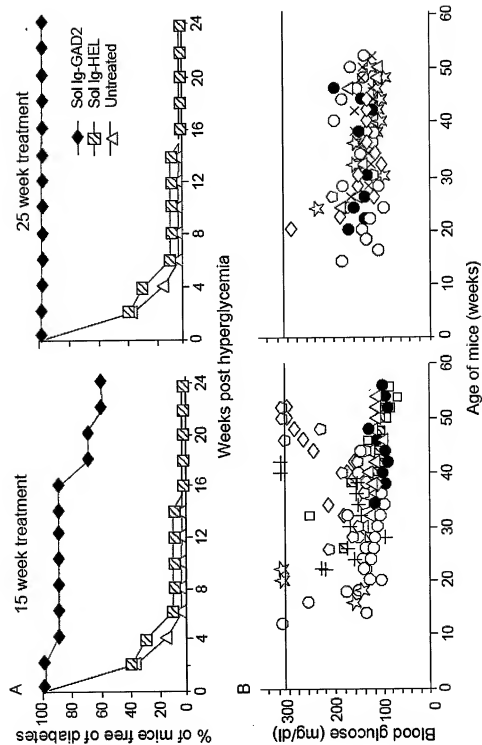 A
15 week treatment
25 week treatment
% of mice free of diabetes
100
80
60
40
20
0
Sol Ig-GAD2
Sol Ig-HEL
Untreated
0 4 8 12 16 20 24
0 4 8 12 16 20 24
Weeks post hyperglycemia
B
Blood glucose (mg/dl)
300
200
100
0
0 10 20 30 40 50 60
0 10 20 30 40 50 60
Age of mice (weeks)